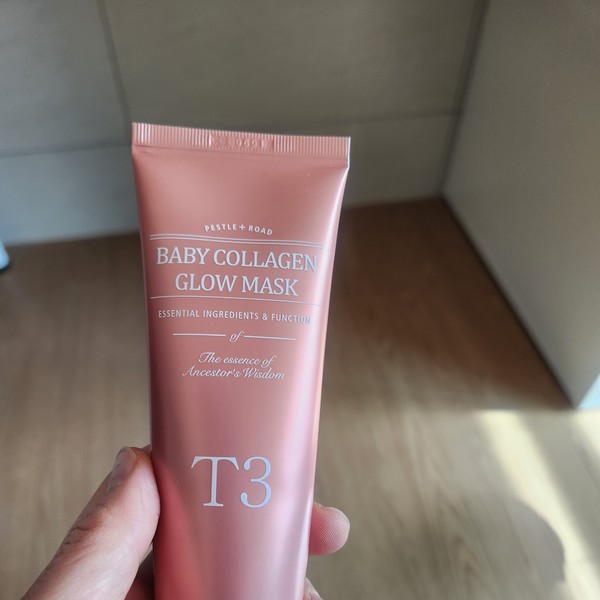 PESTLE + ROAD
BABY COLLAGEN
GLOW MASK
ESSENTIAL INGREDIENTS & FUNCTION
of
The essence of
Ancestor's Wisdom
T3